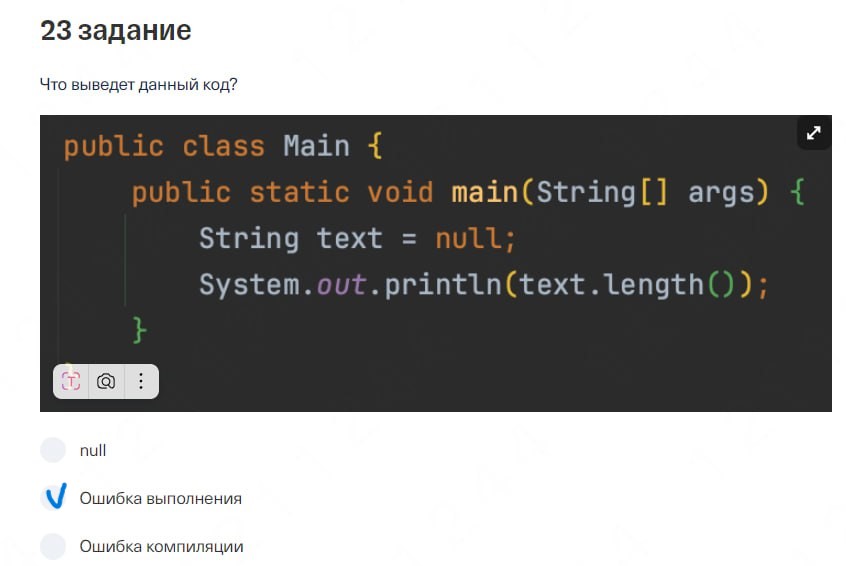 23 задание
Что выведет данный код?
public class Main {
public static void main(String[] args) {
String text = null;
System.out.println(text.length());
}
}
null
Ошибка выполнения
Ошибка компиляции